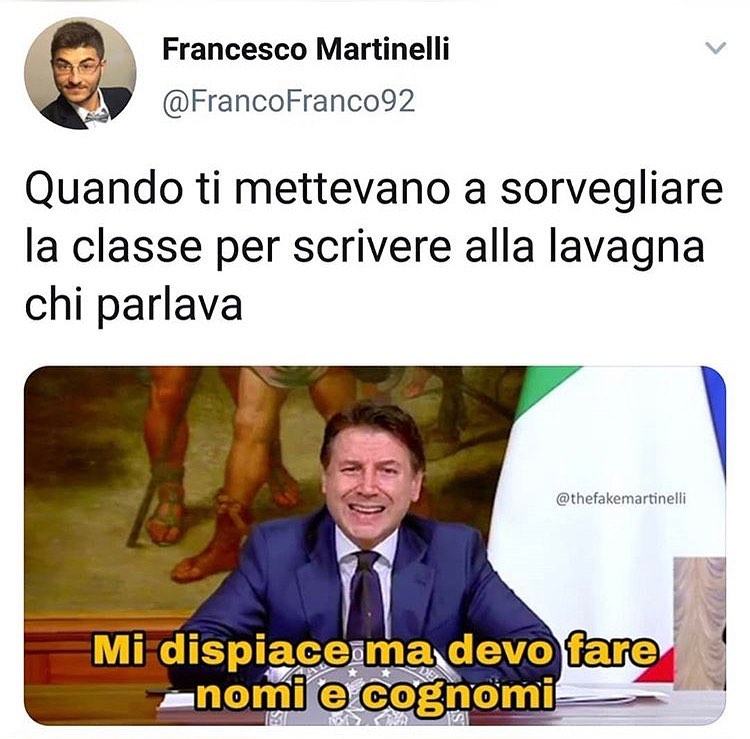 Francesco Martinelli
@FrancoFranco92
Quando ti mettevano a sorvegliare
la classe per scrivere alla lavagna
chi parlava
@thefakemartinelli
Mi dispiace ma devo fare
nomi e cognomi